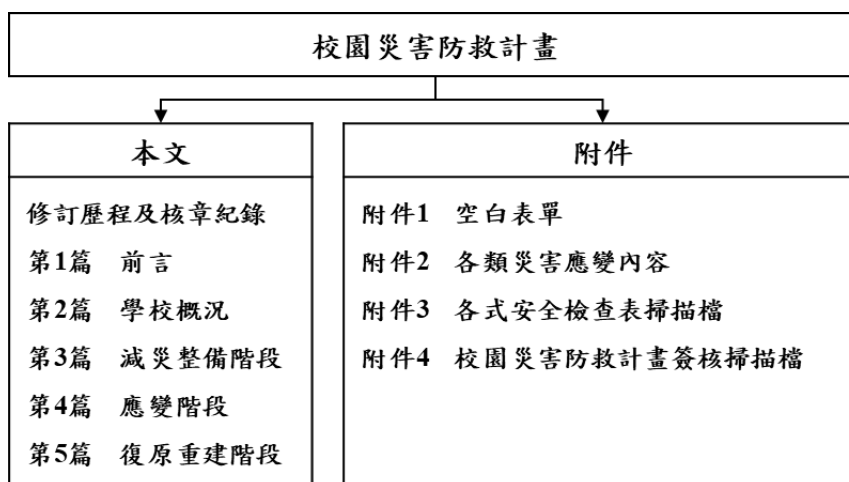 校園災害防救計畫
本文
修訂歷程及核章紀錄
第1篇 前言
第2篇 學校概況
第3篇 減災整備階段
第4篇 應變階段
第5篇 復原重建階段
附件
附件1 空白表單
附件2 各類災害應變內容
附件3 各式安全檢查表掃描檔
附件4 校園災害防救計畫簽核掃描檔